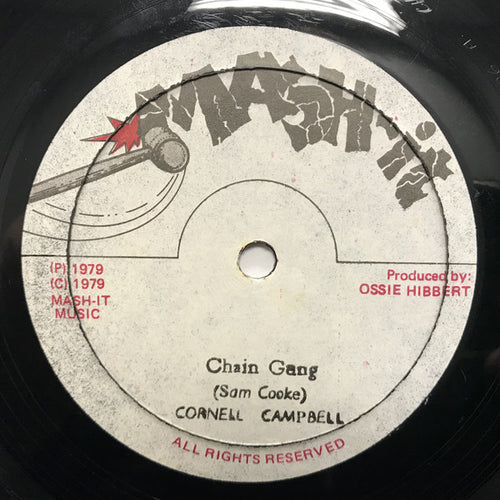 MASH-it
(P) 1979
(C) 1979
MASH-IT
MUSIC
Produced by:
OSSIE HIBBERT
Chain Gang
(Sam Cooke)
CORNELL CAMPBELL
ALL RIGHTS RESERVED